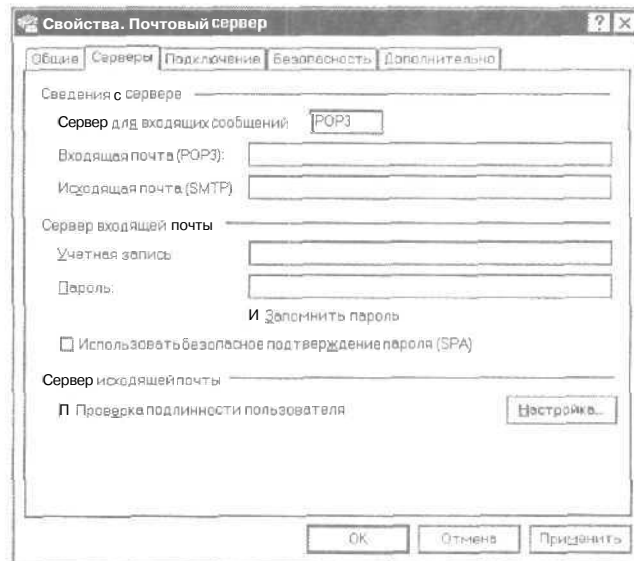 Свойства. Почтовый сервер ? ×
Общие Серверы Подключение Безопасность Дополнительно
Сведения с сервере
Сервер для входящих сообщений POP3
Входящая почта (POP3):
Исходящая почта (SMTP)
Сервер входящей почты
Учетная запись
Пароль:
И Запомнить пароль
Использовать безопасное подтверждение пароля (SPA)
Сервер исходящей почты
П Проверка подлинности пользователя Настройка...
OK Отмена Применить